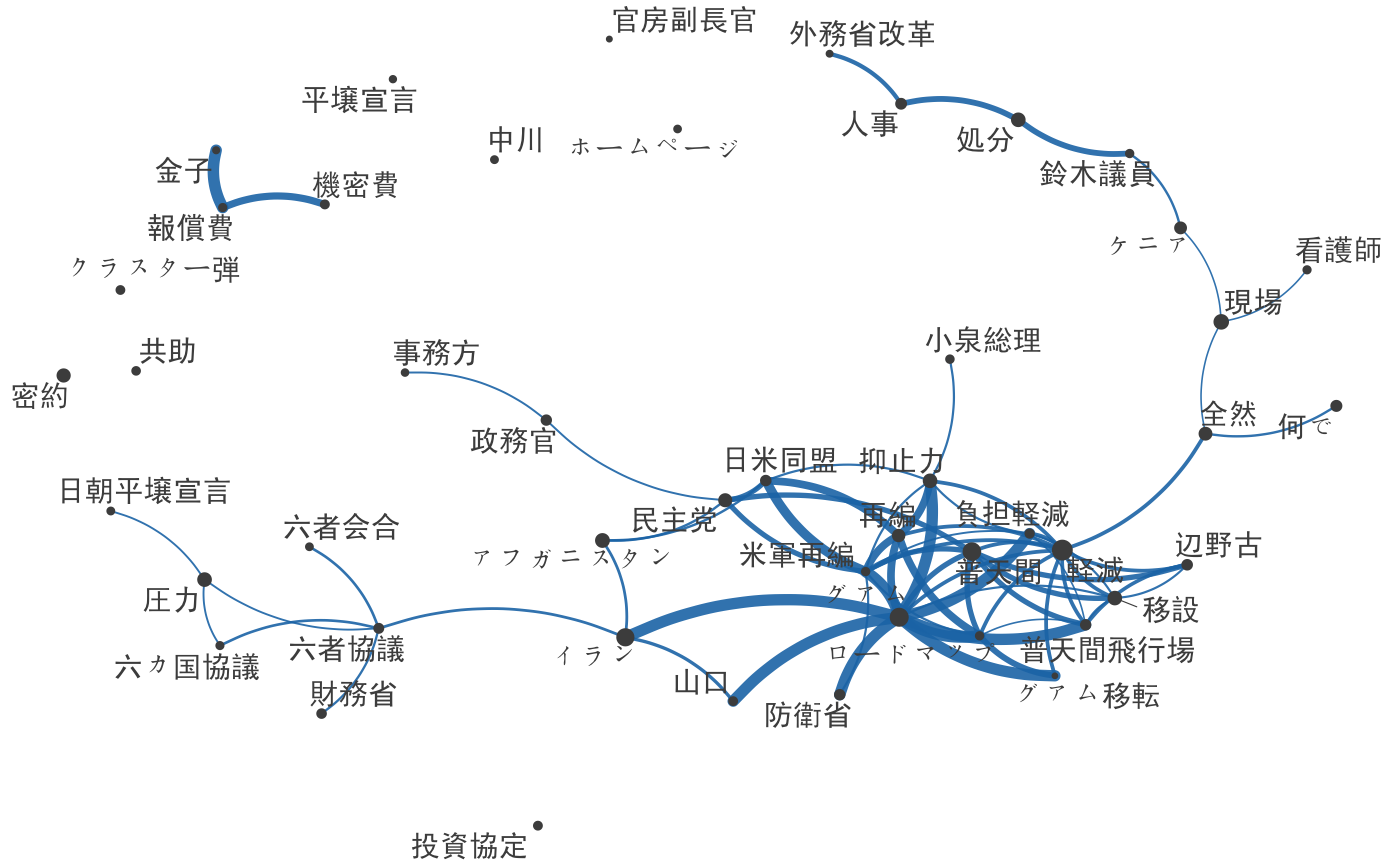 官房副長官
外務省改革
平壌宣言
人事
中川
ホームページ
処分
金子
機密費
鈴木議員
報償費
ケニア
看護師
クラスター弾
現場
小泉総理
共助
事務方
密約
全然
何で
政務官
日米同盟
抑止力
日朝平壌宣言
民主党
再編
負担軽減
六者会合
アフガニスタン
米軍再編
普天間
軽減
辺野古
圧力
グアム
移設
六者協議
イラン
ロードマップ
普天間飛行場
六カ国協議
財務省
山口
グアム移転
防衛省
投資協定